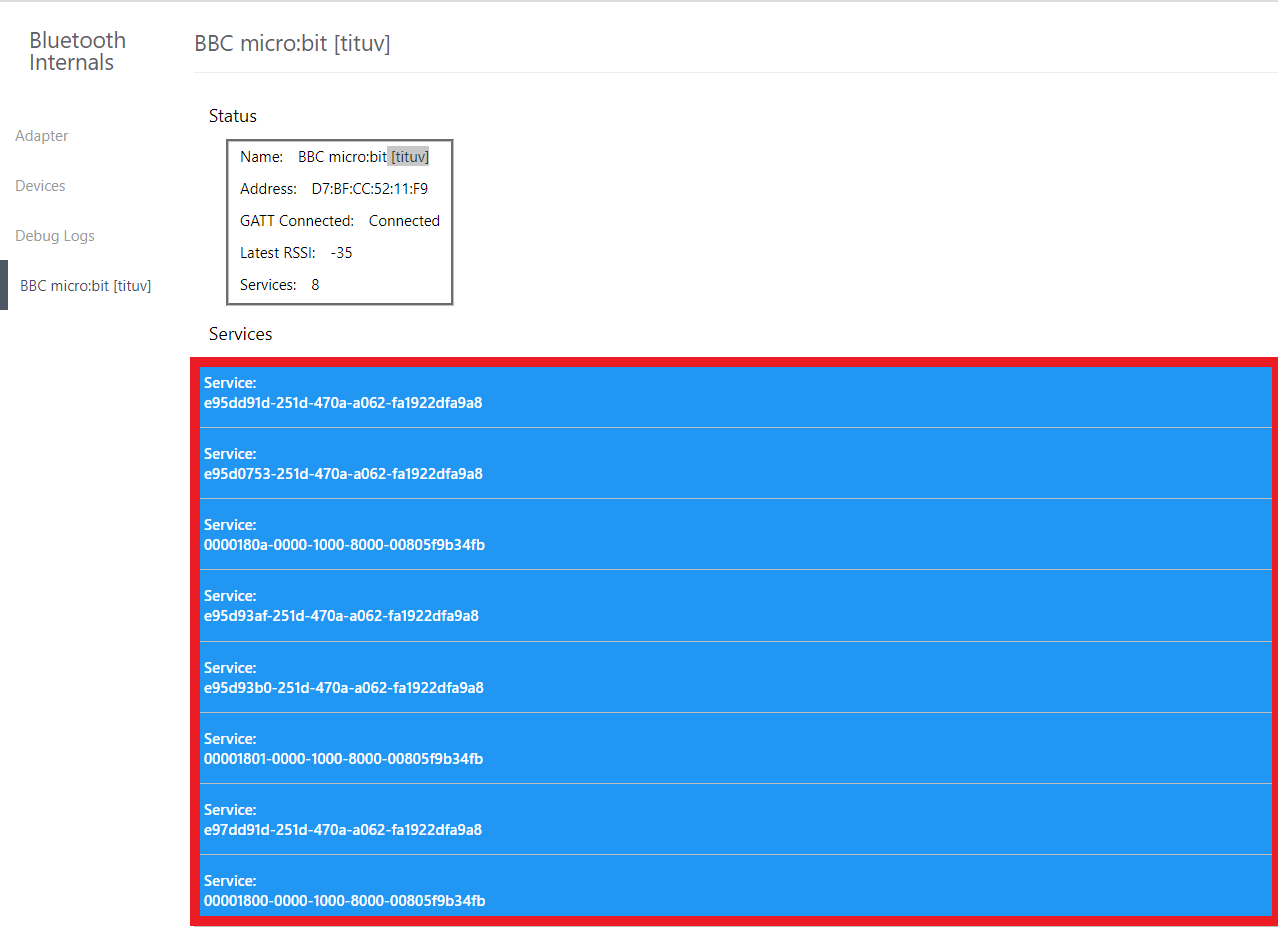 Bluetooth
Internals
Adapter
Devices
Debug Logs
BBC micro:bit [tituv]
BBC micro:bit [tituv]
Status
Name: BBC micro:bit [tituv]
Address: D7:BF:CC:52:11:F9
GATT Connected: Connected
Latest RSSI: -35
Services: 8
Services
Service:
e95dd91d-251d-470a-a062-fa1922dfa9a8
Service:
e95d0753-251d-470a-a062-fa1922dfa9a8
Service:
0000180a-0000-1000-8000-00805f9b34fb
Service:
e95d93af-251d-470a-a062-fa1922dfa9a8
Service:
e95d93b0-251d-470a-a062-fa1922dfa9a8
Service:
00001801-0000-1000-8000-00805f9b34fb
Service:
e97dd91d-251d-470a-a062-fa1922dfa9a8
Service:
00001800-0000-1000-8000-00805f9b34fb